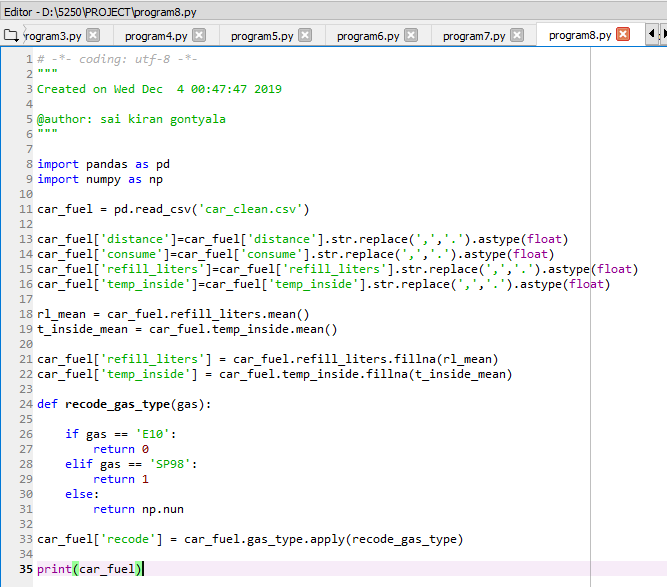 Editor - D:\5250\PROJECT\program8.py
rogram3.py program4.py program5.py program6.py program7.py program8.py
1 # -*- coding: utf-8 -*-
2 """
3 Created on Wed Dec  4 00:47:47 2019
4
5 @author: sai kiran gontyala
6 """
7
8 import pandas as pd
9 import numpy as np
10
11 car_fuel = pd.read_csv('car_clean.csv')
12
13 car_fuel['distance']=car_fuel['distance'].str.replace(',','.').astype(float)
14 car_fuel['consume']=car_fuel['consume'].str.replace(',','.').astype(float)
15 car_fuel['refill_liters']=car_fuel['refill_liters'].str.replace(',','.').astype(float)
16 car_fuel['temp_inside']=car_fuel['temp_inside'].str.replace(',','.').astype(float)
17
18 rl_mean = car_fuel.refill_liters.mean()
19 t_inside_mean = car_fuel.temp_inside.mean()
20
21 car_fuel['refill_liters'] = car_fuel.refill_liters.fillna(rl_mean)
22 car_fuel['temp_inside'] = car_fuel.temp_inside.fillna(t_inside_mean)
23
24 def recode_gas_type(gas):
25
26     if gas == 'E10':
27         return 0
28     elif gas == 'SP98':
29         return 1
30     else:
31         return np.nun
32
33 car_fuel['recode'] = car_fuel.gas_type.apply(recode_gas_type)
34
35 print(car_fuel)